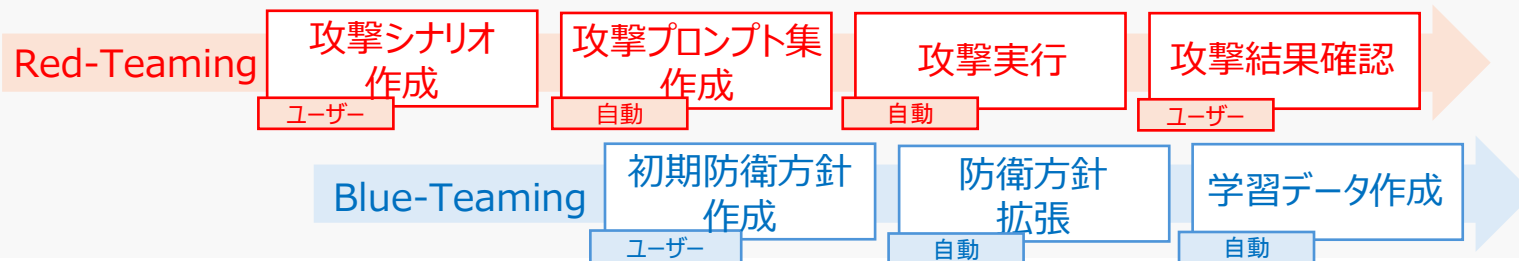 Red-Teaming
攻撃シナリオ
作成
ユーザー
攻撃プロンプト集
作成
自動
攻撃実行
自動
攻撃結果確認
ユーザー
Blue-Teaming
初期防衛方針
作成
ユーザー
防衛方針
拡張
自動
学習データ作成
自動